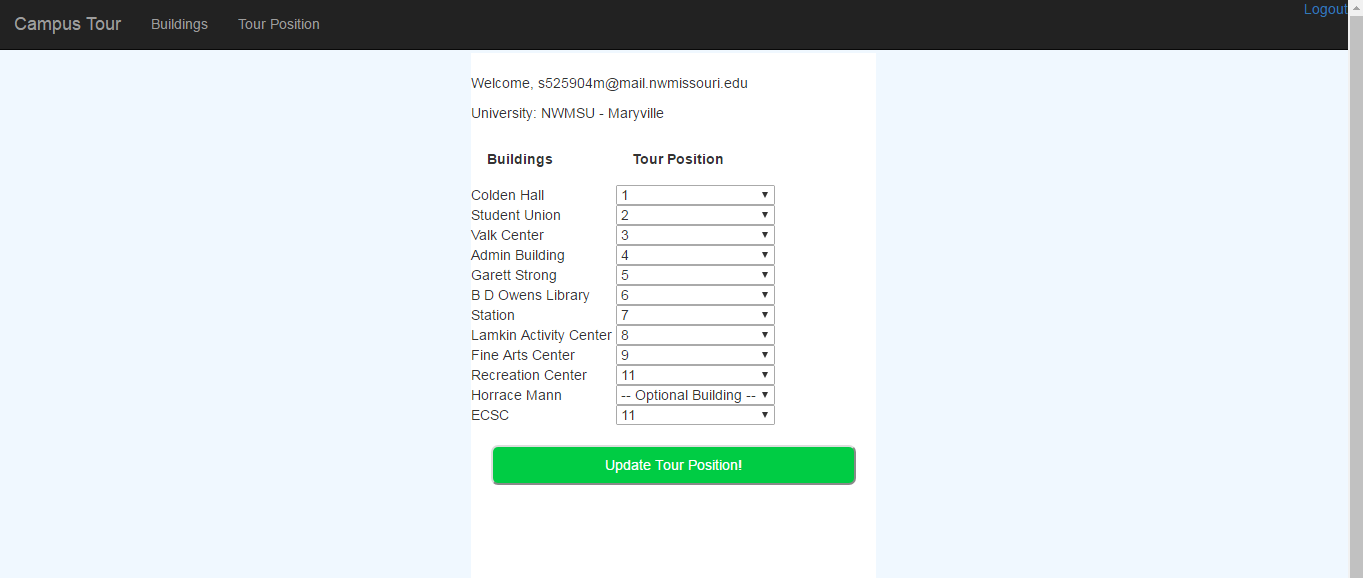 Campus Tour Buildings Tour Position Logout
Welcome, s525904m@mail.nwmissouri.edu
University: NWMSU - Maryville
Buildings Tour Position
Colden Hall 1
Student Union 2
Valk Center 3
Admin Building 4
Garett Strong 5
B D Owens Library 6
Station 7
Lamkin Activity Center 8
Fine Arts Center 9
Recreation Center 11
Horrace Mann -- Optional Building --
ECSC 11
Update Tour Position!